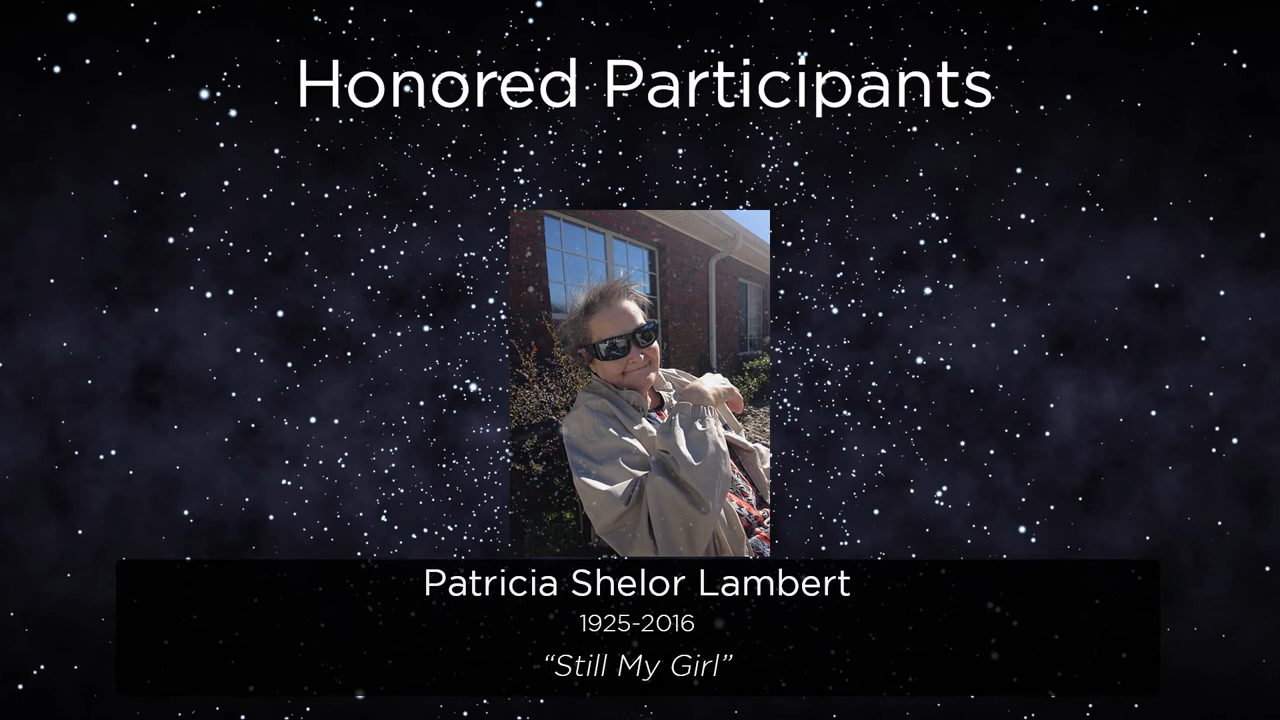 Honored Participants
Patricia Shelor Lambert
1925-2016
“Still My Girl”